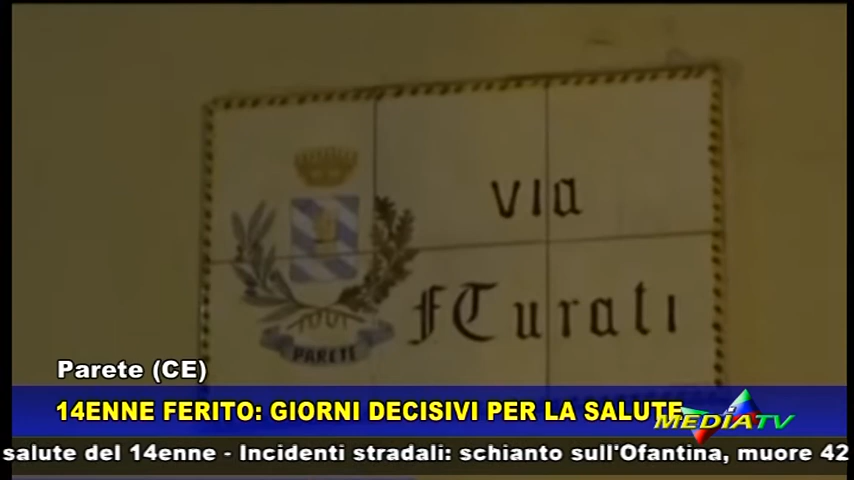 via
F Turati
PARETE
Parete (CE)
14ENNE FERITO: GIORNI DECISIVI PER LA SALUTE
MEDIATV
salute del 14enne - Incidenti stradali: schianto sull'Ofantina, muore 42